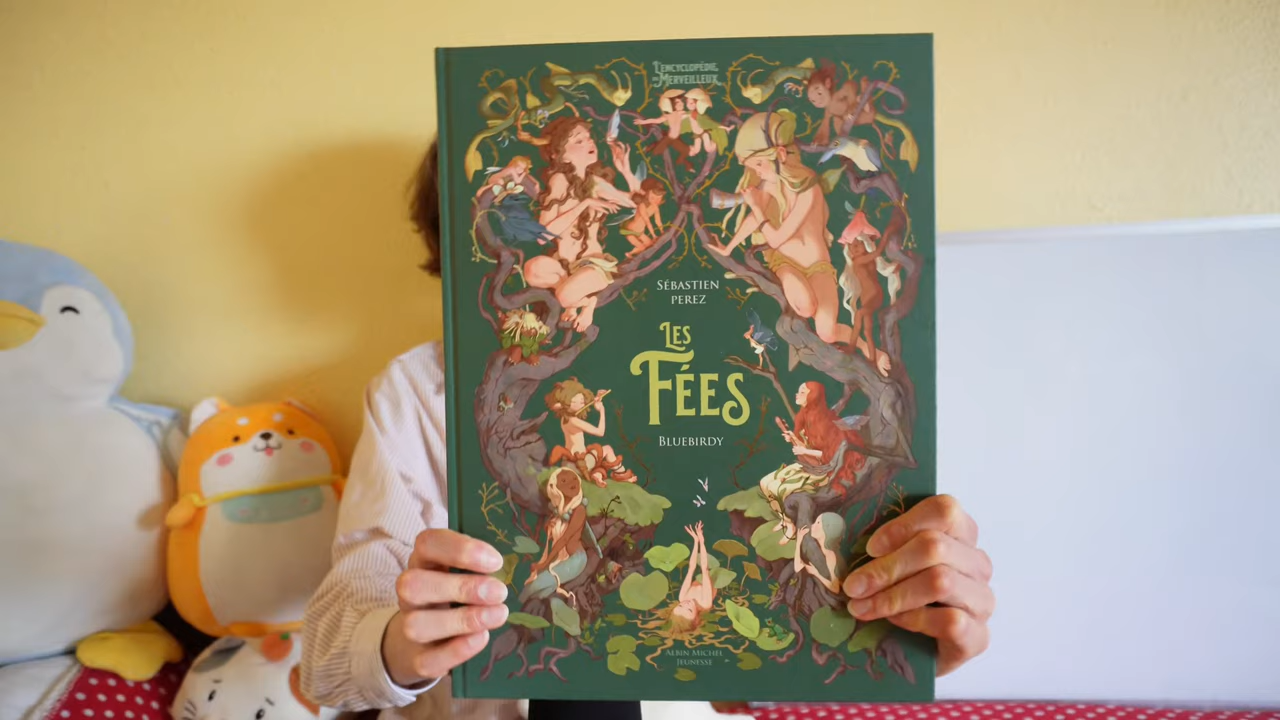 L'ENCYCLOPÉDIE
DU MERVEILLEUX
SÉBASTIEN
PEREZ
LES
FÉES
BLUEBIRDY
ALBIN MICHEL
JEUNESSE